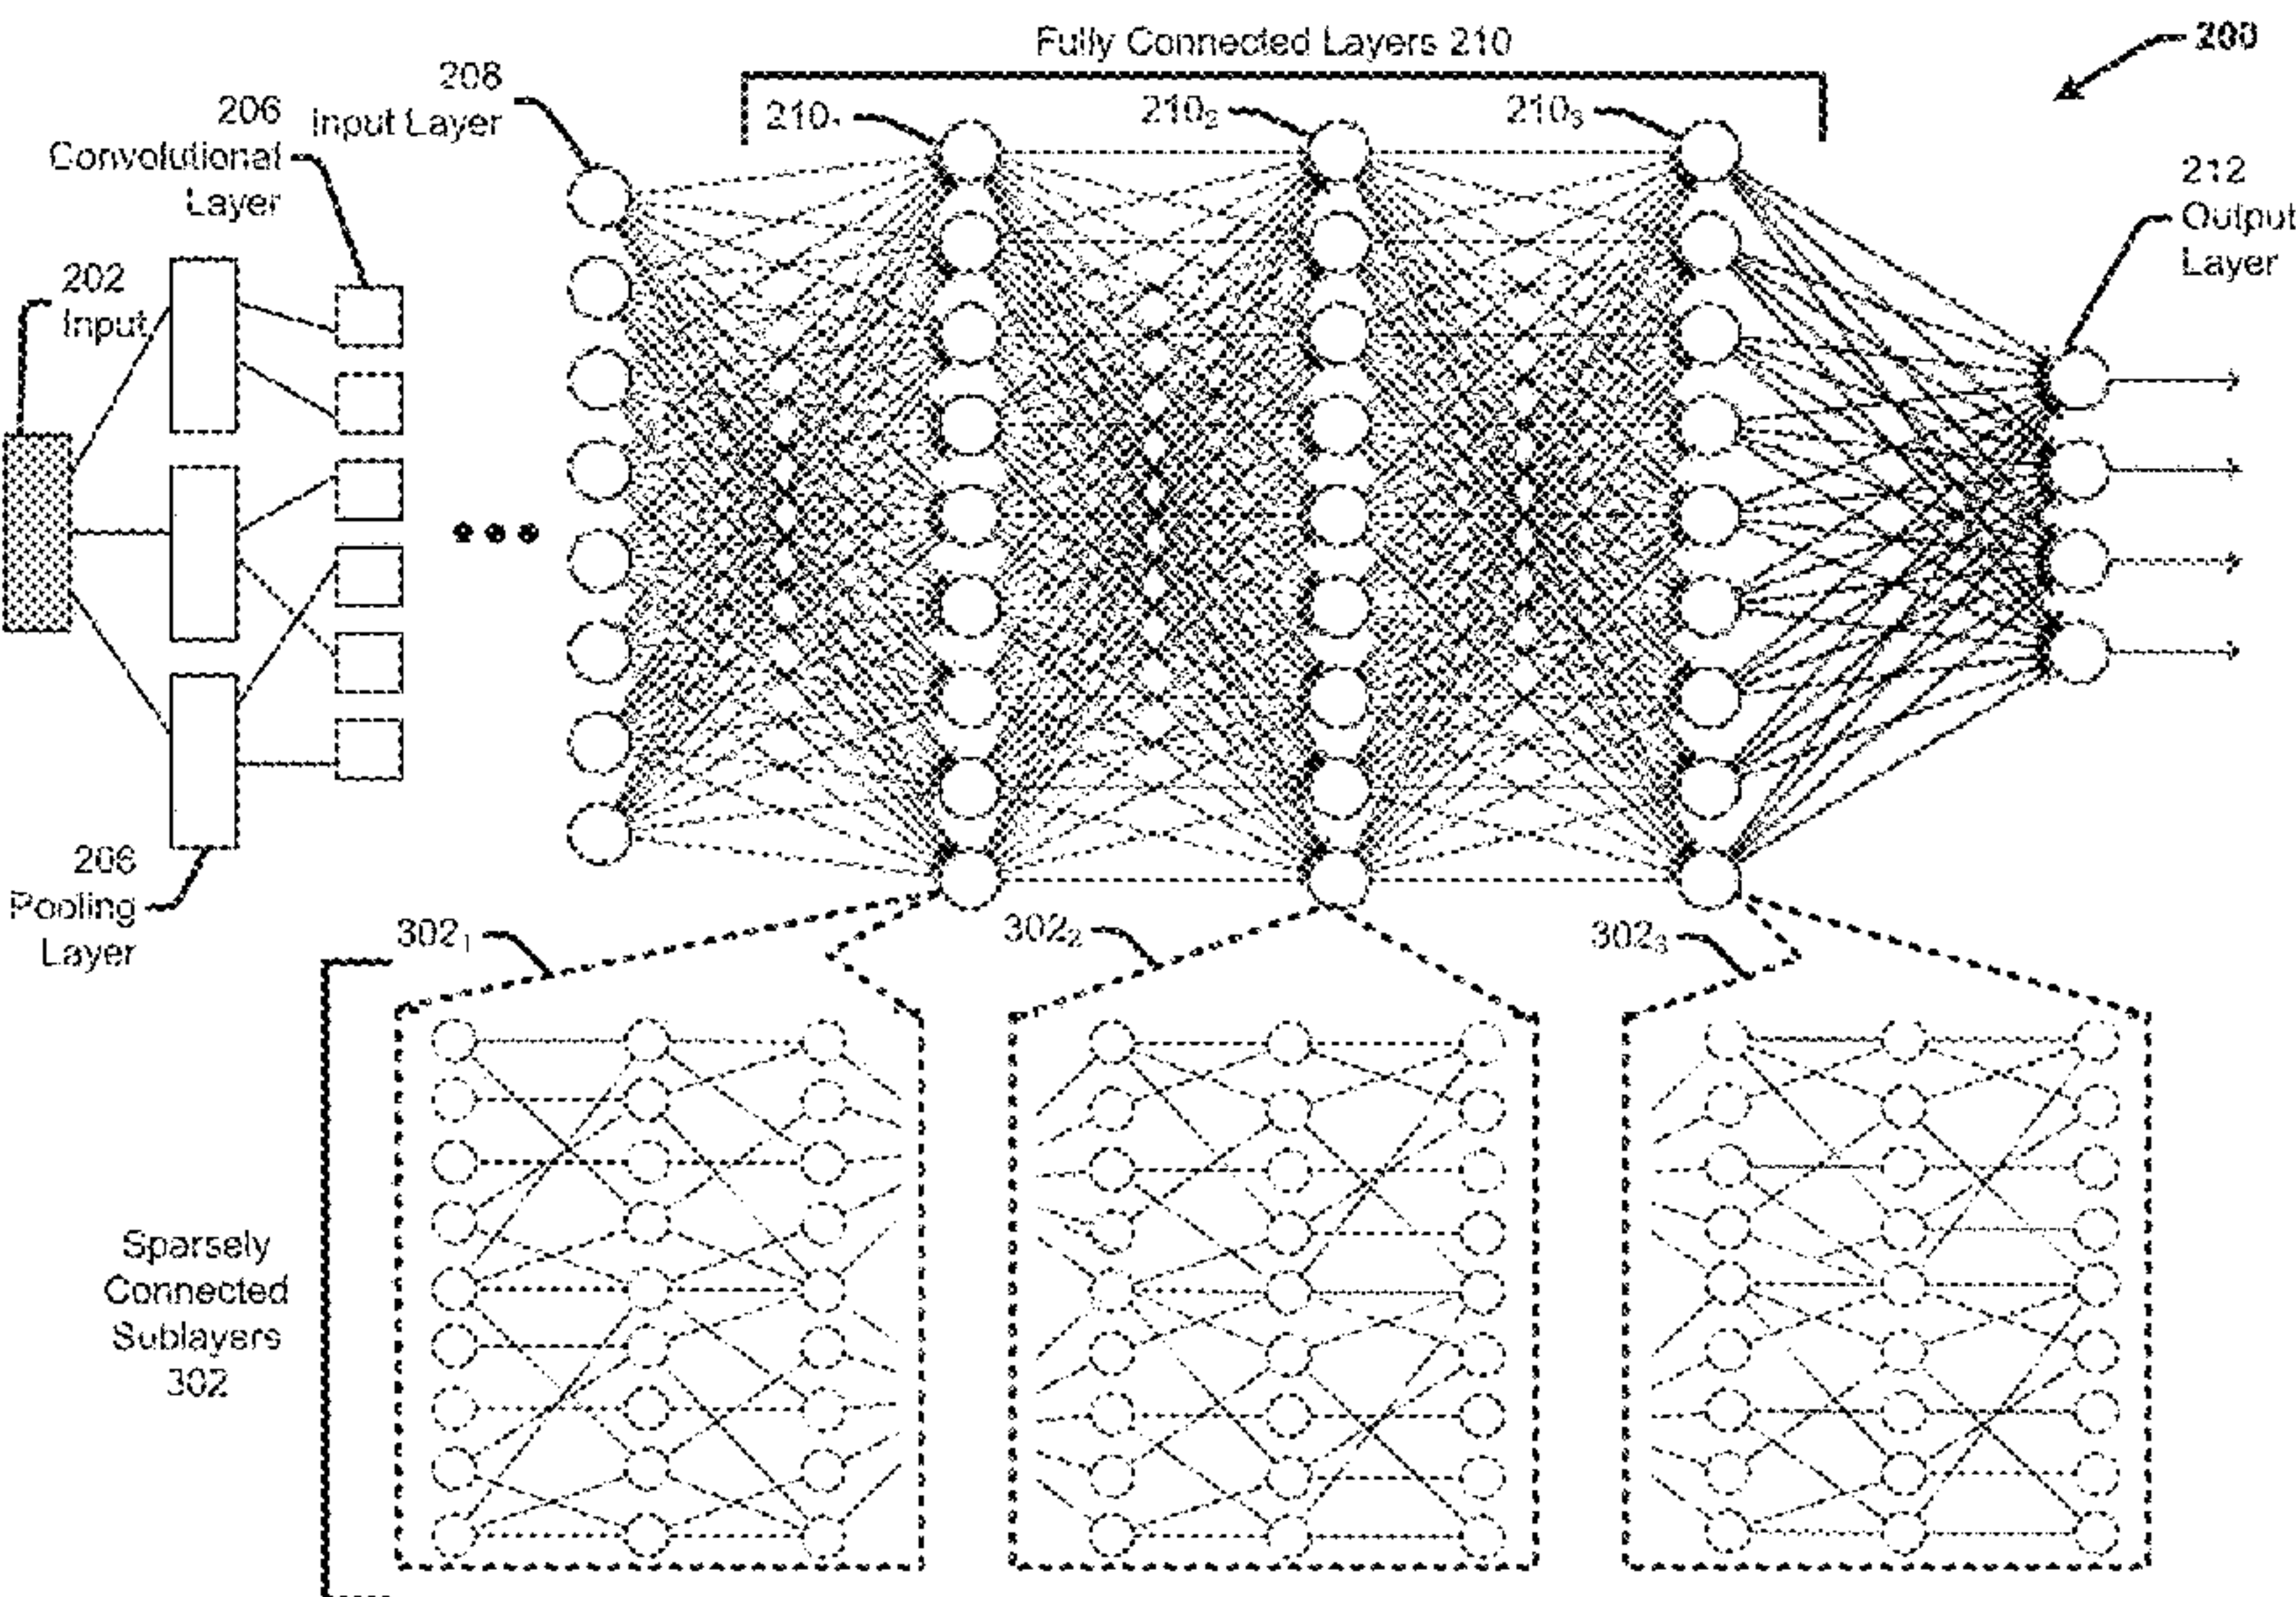 Fully Connected Layers 210
200
208
Input Layer
210₁
210₂
210₃
206
Convolutional
Layer
212
Output
Layer
202
Input
206
Pooling
Layer
302₁
302₂
302₃
Sparsely
Connected
Sublayers
302